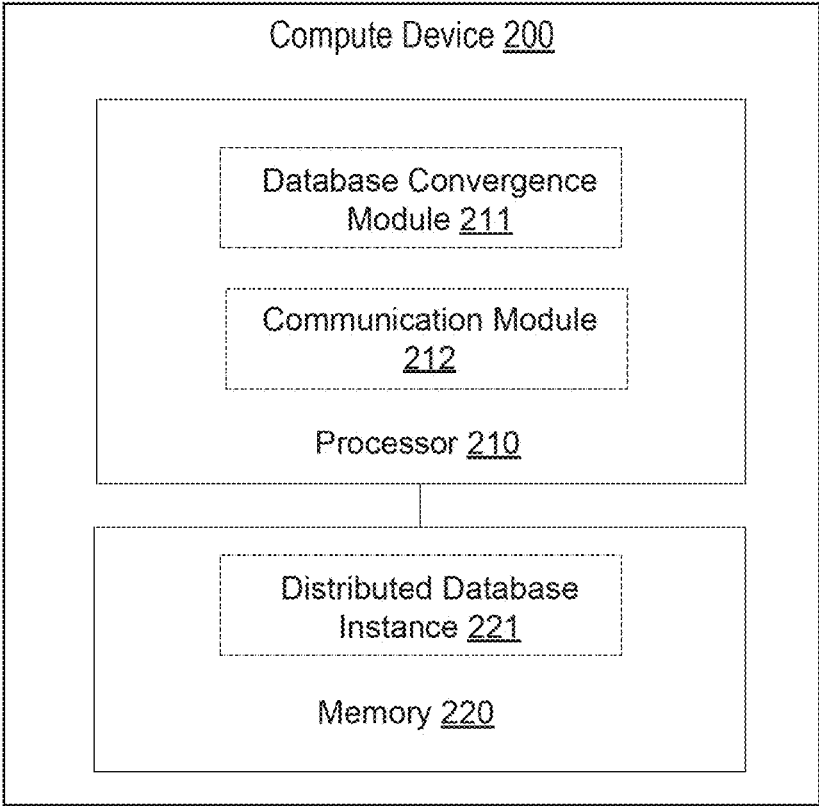 Compute Device 200
Database Convergence
Module 211
Communication Module
212
Processor 210
Distributed Database
Instance 221
Memory 220